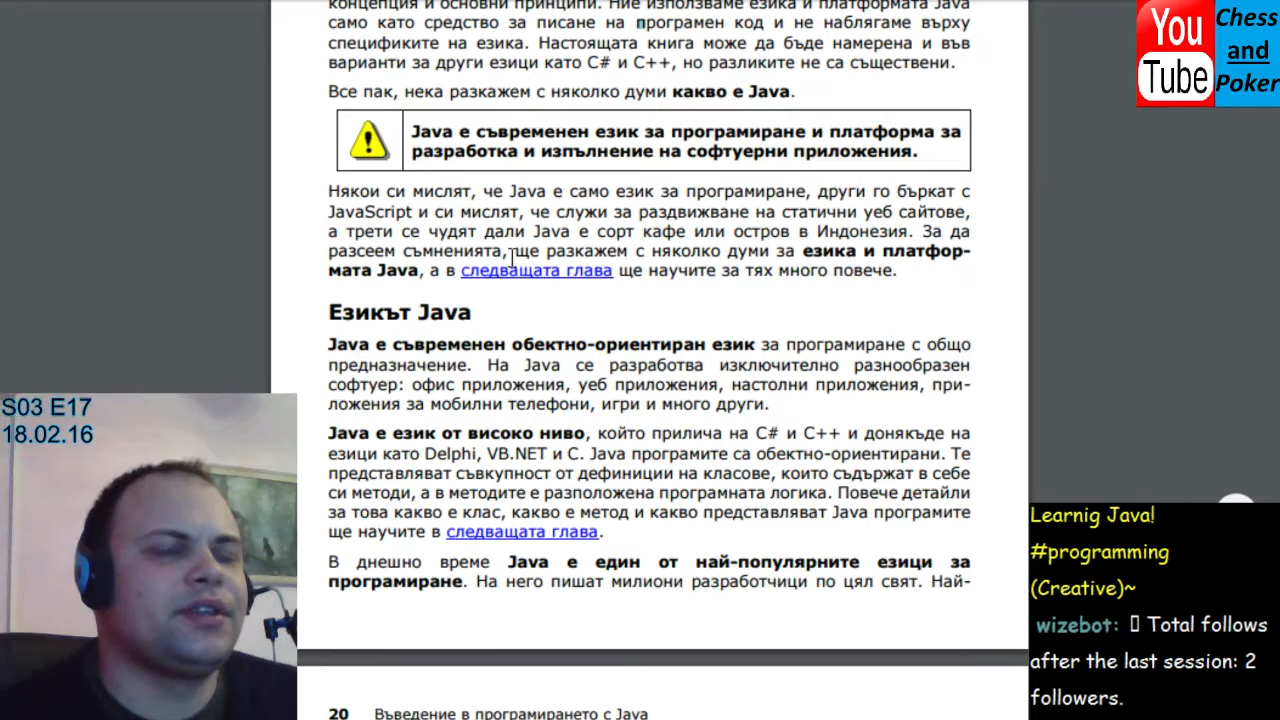 концепция и основни принципи. Ние използваме езика и платформата Java
само като средство за писане на програмен код и не наблягаме върху
спецификите на езика. Настоящата книга може да бъде намерена и във
варианти за други езици като C# и C++, но разликите не са съществени.
Все пак, нека разкажем с няколко думи какво е Java.
Java е съвременен език за програмиране и платформа за
разработка и изпълнение на софтуерни приложения.
Някои си мислят, че Java е само език за програмиране, други го бъркат с
JavaScript и си мислят, че служи за раздвижване на статични уеб сайтове,
а трети се чудят дали Java е сорт кафе или остров в Индонезия. За да
разсеем съмненията, ще разкажем с няколко думи за езика и платфор-
мата Java, а в следващата глава ще научите за тях много повече.
Езикът Java
Java е съвременен обектно-ориентиран език за програмиране с общо
предназначение. На Java се разработва изключително разнообразен
софтуер: офис приложения, уеб приложения, настолни приложения, при-
ложения за мобилни телефони, игри и много други.
Java е език от високо ниво, който прилича на C# и C++ и донякъде на
езици като Delphi, VB.NET и C. Java програмите са обектно-ориентирани. Те
представляват съвкупност от дефиниции на класове, които съдържат в себе
си методи, а в методите е разположена програмната логика. Повече детайли
за това какво е клас, какво е метод и какво представляват Java програмите
ще научите в следващата глава.
В днешно време Java е един от най-популярните езици за
програмиране. На него пишат милиони разработчици по цял свят. Най-
20 Въведение в програмирането с Java
You
Tube
Chess
and
Poker
S03 E17
18.02.16
Learnig Java!
#programming
(Creative)~
wizebot: Total follows
after the last session: 2
followers.